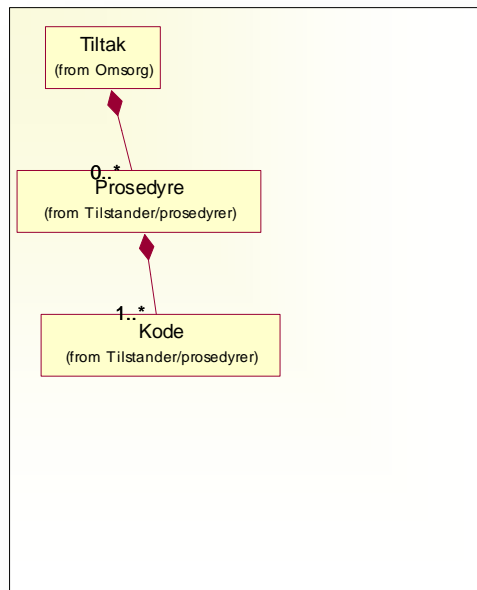 Tiltak
(from Omsorg)
0..*
Prosedyre
(from Tilstander/prosedyrer)
1..*
Kode
(from Tilstander/prosedyrer)